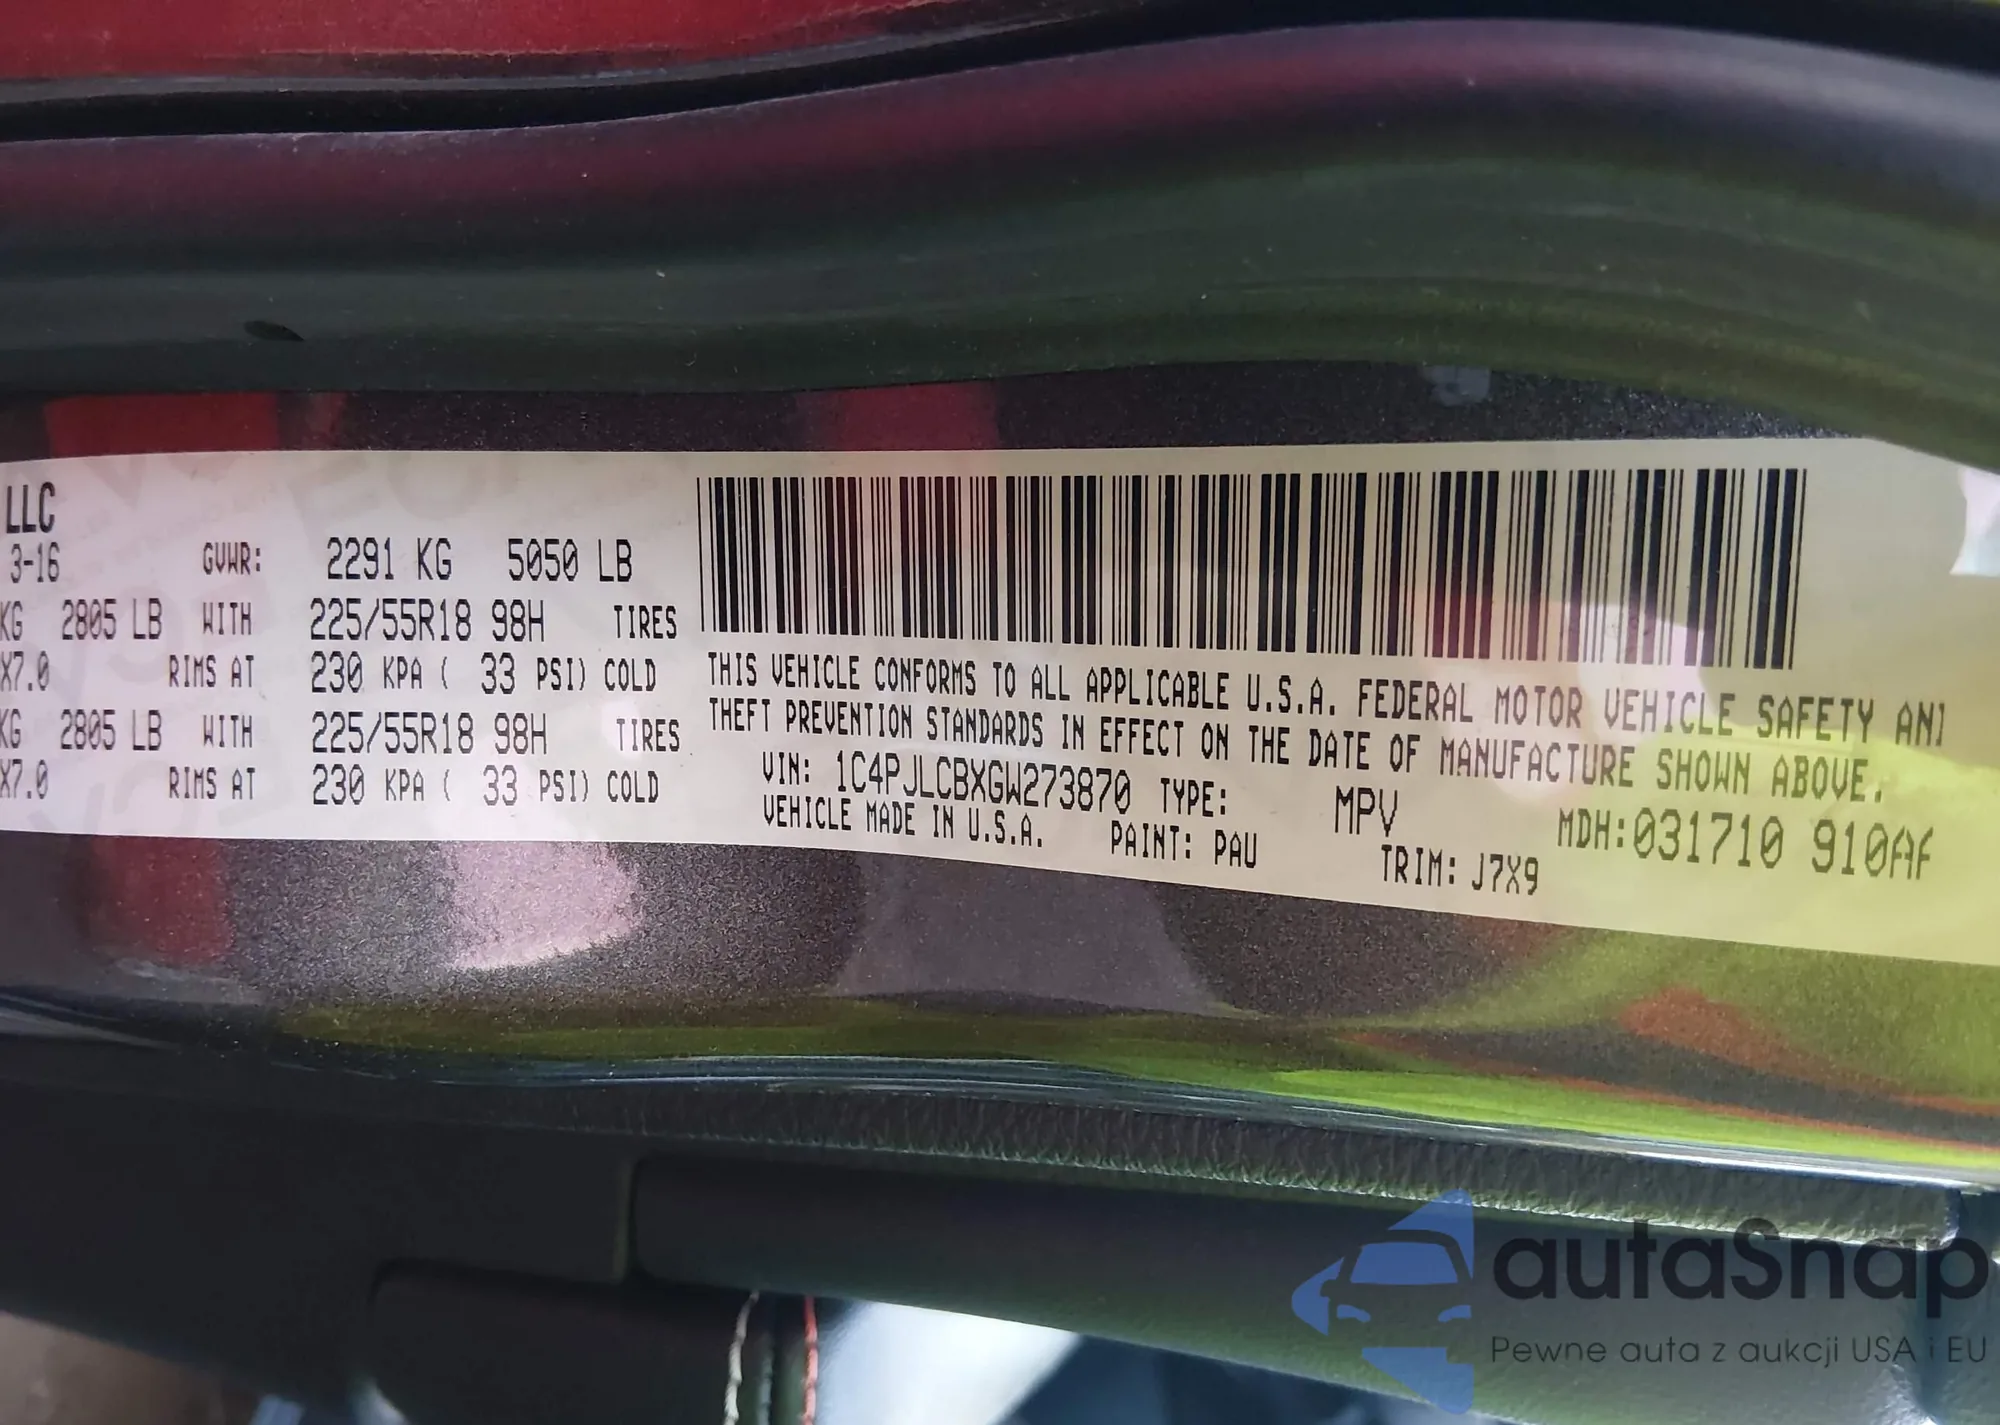 LLC
3-16 GVWR: 2291 KG 5050 LB
KG 2805 LB WITH 225/55R18 98H TIRES
X7.0 RIMS AT 230 KPA ( 33 PSI) COLD
KG 2805 LB WITH 225/55R18 98H TIRES
X7.0 RIMS AT 230 KPA ( 33 PSI) COLD
THIS VEHICLE CONFORMS TO ALL APPLICABLE U.S.A. FEDERAL MOTOR VEHICLE SAFETY AN
THEFT PREVENTION STANDARDS IN EFFECT ON THE DATE OF MANUFACTURE SHOWN ABOVE.
VIN: 1C4PJLCBXGW273870 TYPE: MPV MDH:031710 910AF
VEHICLE MADE IN U.S.A. PAINT: PAU TRIM: J7X9
autaSnap
Pewne auta z aukcji USA i EU